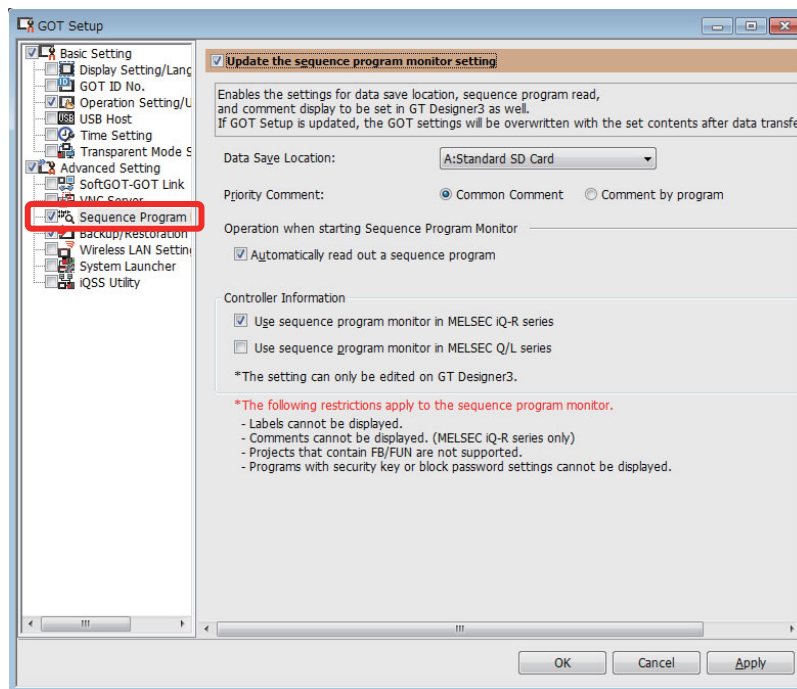 GOT Setup
Basic Setting
Display Setting/Lang
GOT ID No.
Operation Setting/U
USB Host
Time Setting
Transparent Mode S
Advanced Setting
SoftGOT-GOT Link
VNC Server
Sequence Program
Backup/Restoration
Wireless LAN Setting
System Launcher
iQSS Utility
Update the sequence program monitor setting
Enables the settings for data save location, sequence program read,
and comment display to be set in GT Designer3 as well.
If GOT Setup is updated, the GOT settings will be overwritten with the set contents after data transfe
Data Save Location:
A:Standard SD Card
Priority Comment:
Common Comment
Comment by program
Operation when starting Sequence Program Monitor
Automatically read out a sequence program
Controller Information
Use sequence program monitor in MELSEC iQ-R series
Use sequence program monitor in MELSEC Q/L series
*The setting can only be edited on GT Designer3.
*The following restrictions apply to the sequence program monitor.
- Labels cannot be displayed.
- Comments cannot be displayed. (MELSEC iQ-R series only)
- Projects that contain FB/FUN are not supported.
- Programs with security key or block password settings cannot be displayed.
OK
Cancel
Apply